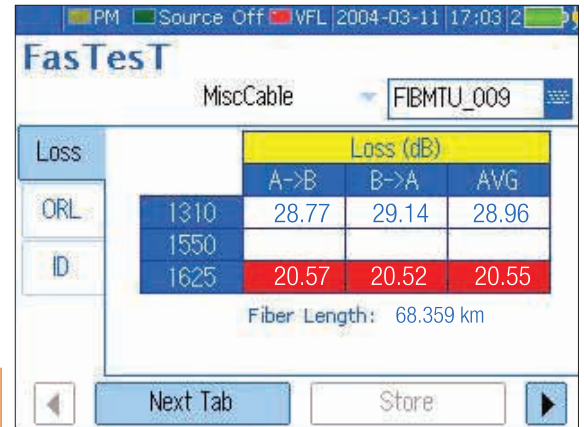 PM Source Off VFL 2004-03-11 17:03 2
FasTesT
MiscCable FIBMTU_009
Loss
Loss (dB)
A->B B->A AVG
ORL
1310 28.77 29.14 28.96
1550
ID
1625 20.57 20.52 20.55
Fiber Length: 68.359 km
Next Tab Store